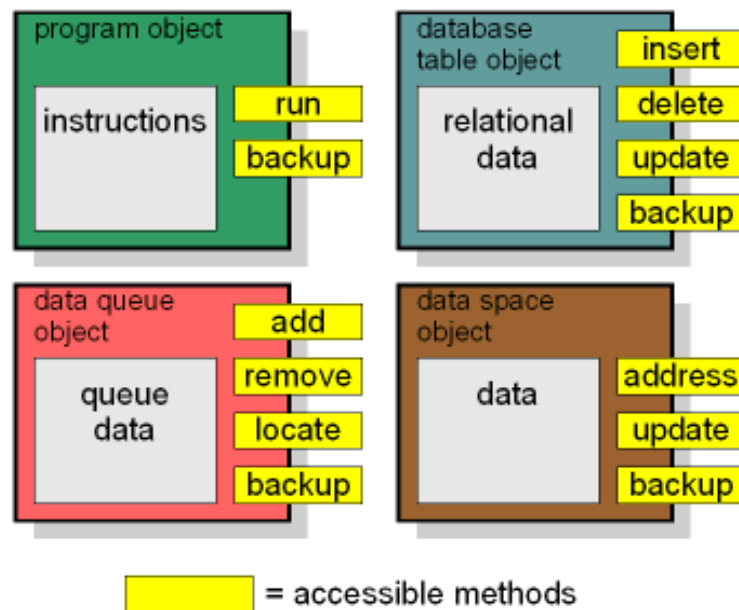 program object
instructions
run
backup
database
table object
relational
data
insert
delete
update
backup
data queue
object
queue
data
add
remove
locate
backup
data space
object
data
address
update
backup
= accessible methods